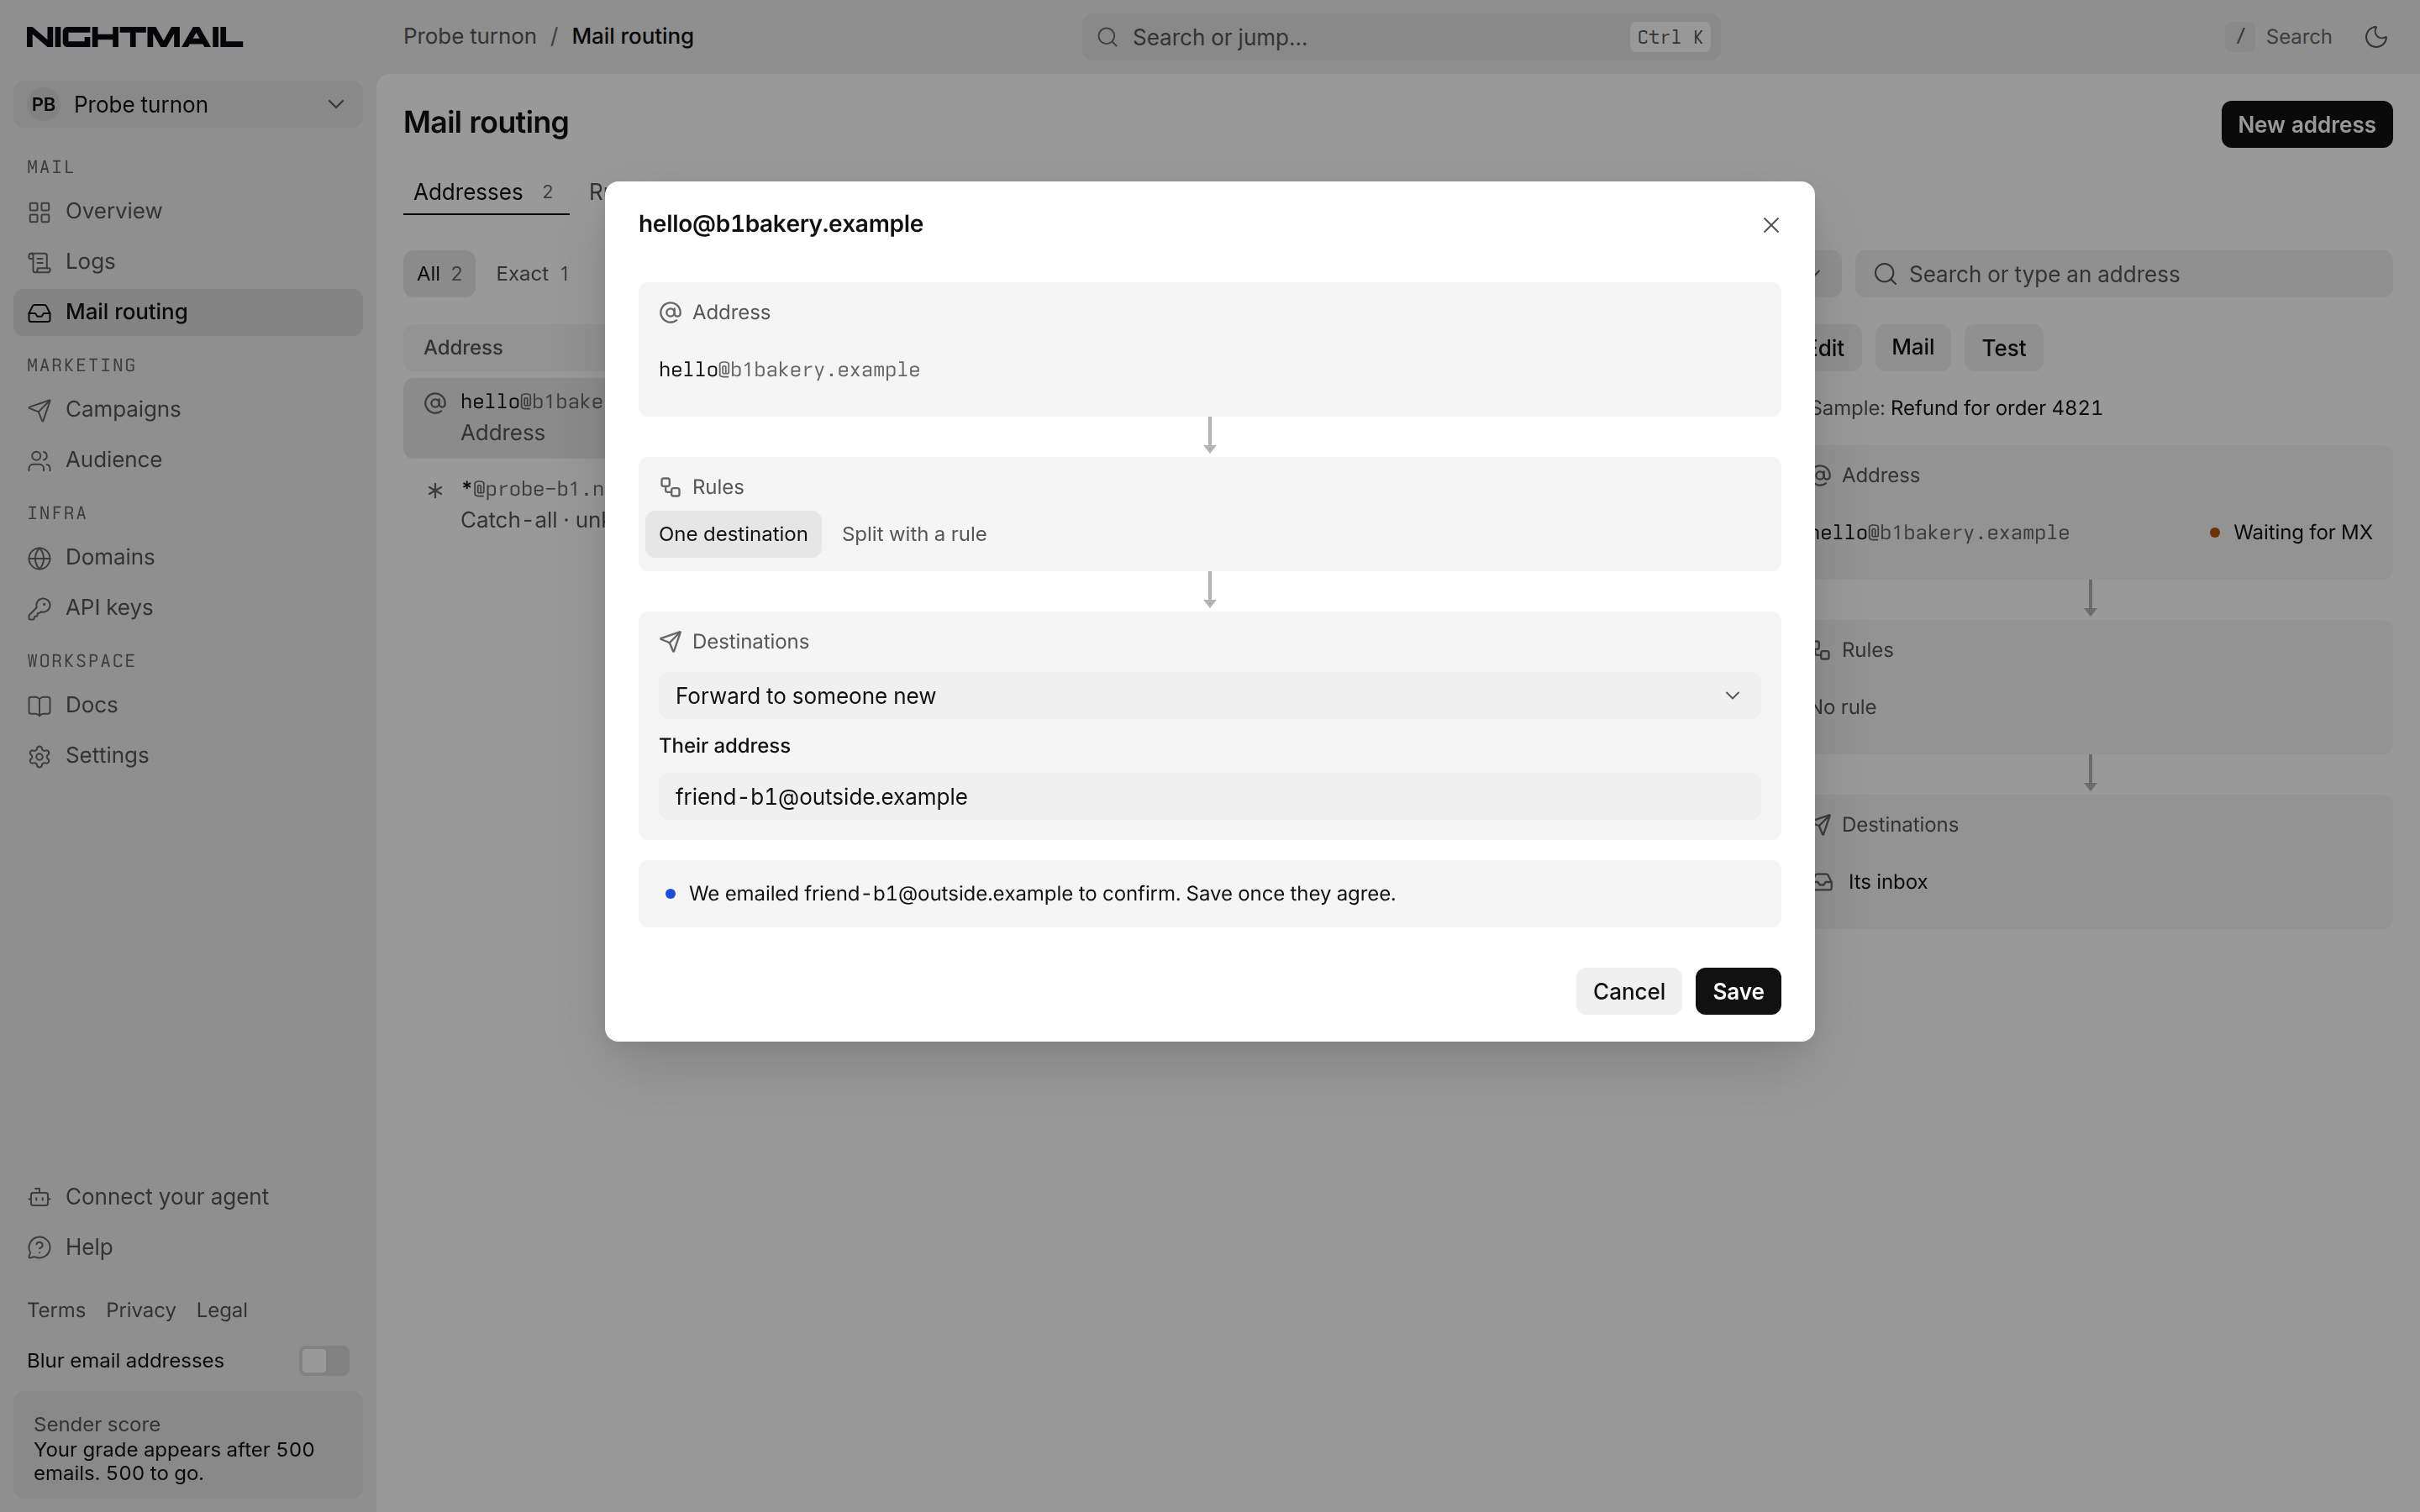 NIGHTMAIL
Probe turnon / Mail routing
Search or jump...
Ctrl K
/ Search
PB Probe turnon
MAIL
Overview
Logs
Mail routing
MARKETING
Campaigns
Audience
INFRA
Domains
API keys
WORKSPACE
Docs
Settings
Connect your agent
Help
Terms Privacy Legal
Blur email addresses
Sender score
Your grade appears after 500
emails. 500 to go.
Mail routing
New address
Addresses 2
All 2 Exact 1
Search or type an address
Address
hello@b1bake
Address
*@probe-b1.n
Catch-all ·
hello@b1bakery.example
Address
hello@b1bakery.example
Rules
One destination Split with a rule
Destinations
Forward to someone new
Their address
friend-b1@outside.example
We emailed friend-b1@outside.example to confirm. Save once they agree.
Cancel Save
Edit Mail Test
Sample: Refund for order 4821
Address
hello@b1bakery.example Waiting for MX
Rules
No rule
Destinations
Its inbox